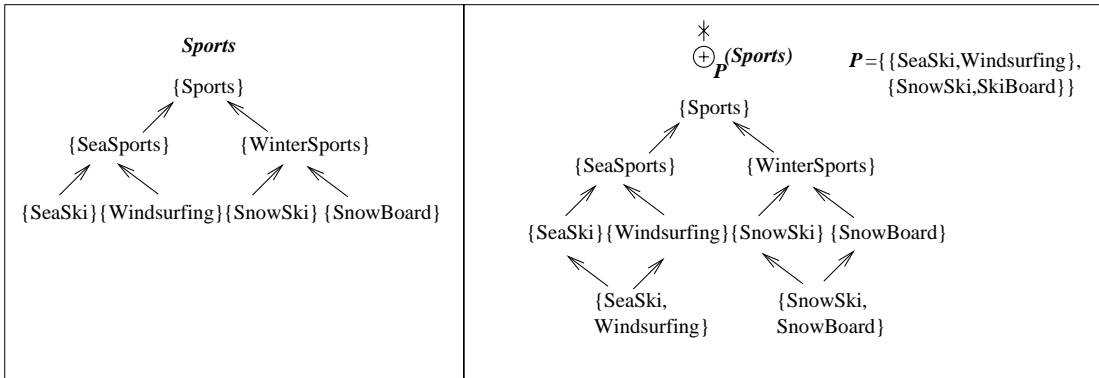 Sports
{Sports}
{SeaSports} {WinterSports}
{SeaSki}{Windsurfing}{SnowSki} {SnowBoard}
*
⊕P(Sports)
P={{SeaSki,Windsurfing},
{SnowSki,SkiBoard}}
{Sports}
{SeaSports} {WinterSports}
{SeaSki}{Windsurfing}{SnowSki} {SnowBoard}
{SeaSki, {SnowSki,
Windsurfing} SnowBoard}